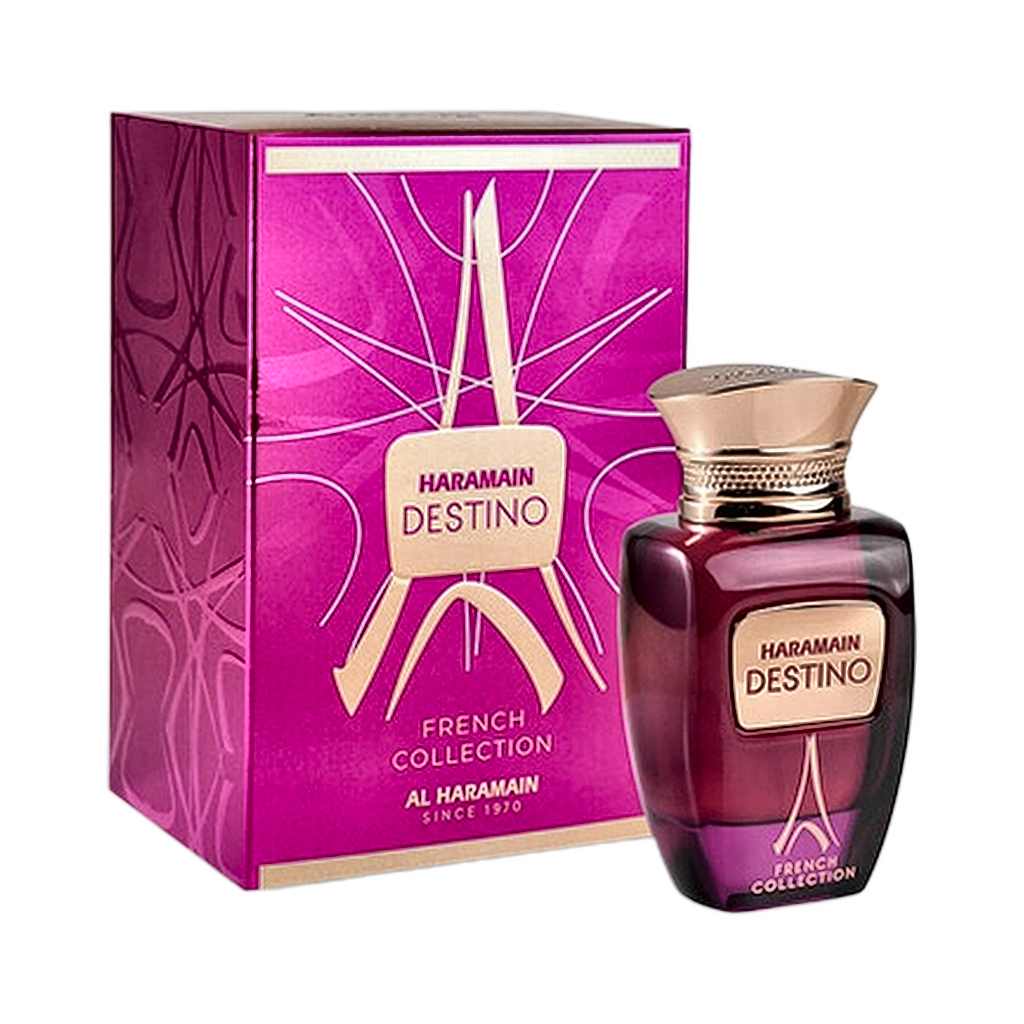 HARAMAIN
DESTINO
FRENCH
COLLECTION
AL HARAMAIN
SINCE 1970
HARAMAIN
DESTINO
FRENCH
COLLECTION